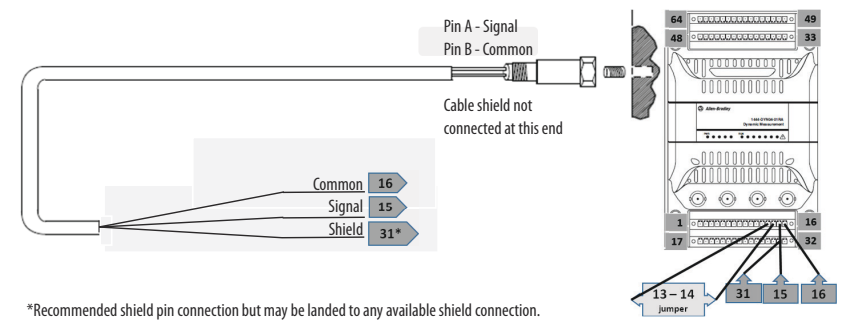 Pin A - Signal
Pin B - Common
Cable shield not
connected at this end
Common 16
Signal 15
Shield 31*
64 49
48 33
Allen-Bradley
1444-DYN04-01RA
Dynamic Measurement
1 16
17 32
13 – 14
jumper
31 15 16
*Recommended shield pin connection but may be landed to any available shield connection.